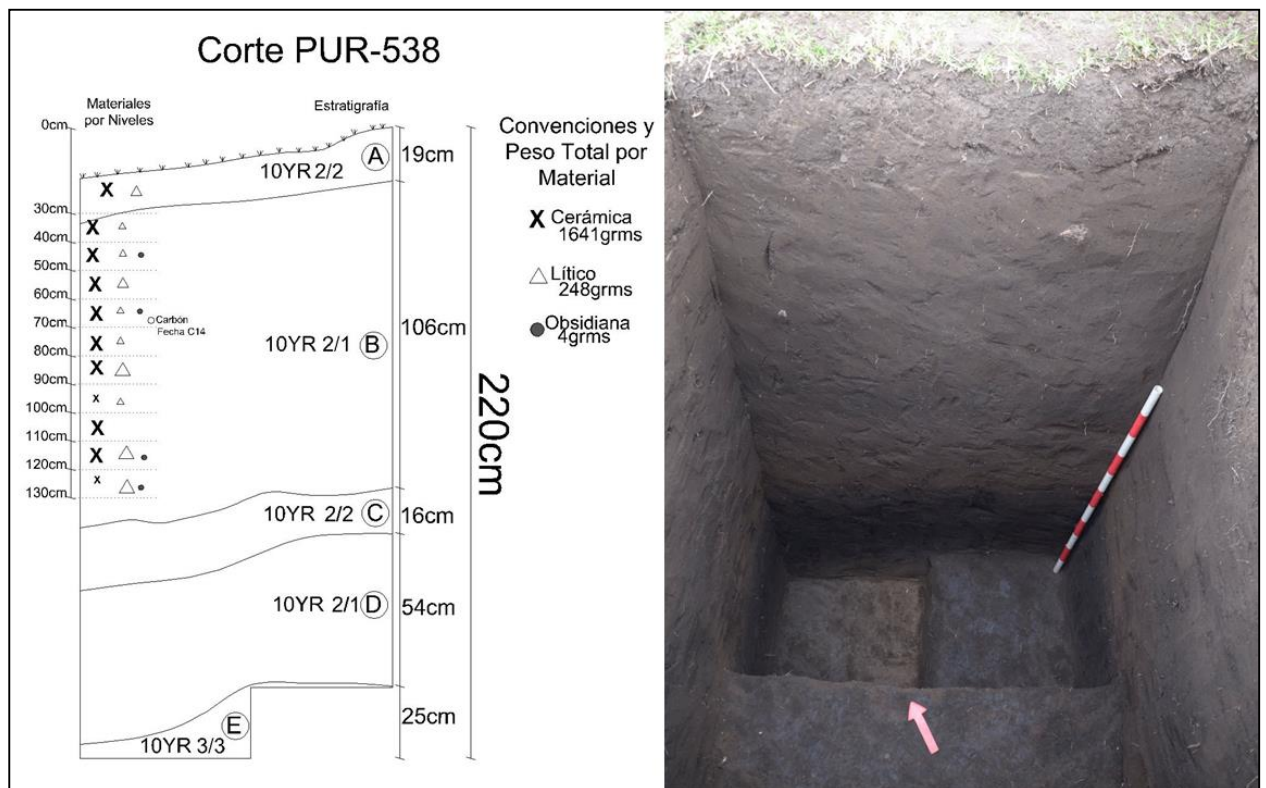 Corte PUR-538
Materiales
por Niveles
Estratigrafía
0cm
30cm
40cm
50cm
60cm
70cm
80cm
90cm
100cm
110cm
120cm
130cm
X
X
X
X
X
Carbón
Fecha C14
X
X
x
X
X
x
10YR 2/2 A
10YR 2/1 B
10YR 2/2 C
10YR 2/1 D
10YR 3/3 E
19cm
106cm
16cm
54cm
25cm
220cm
Convenciones y
Peso Total por
Material
X Cerámica
1641grms
Lítico
248grms
Obsidiana
4grms